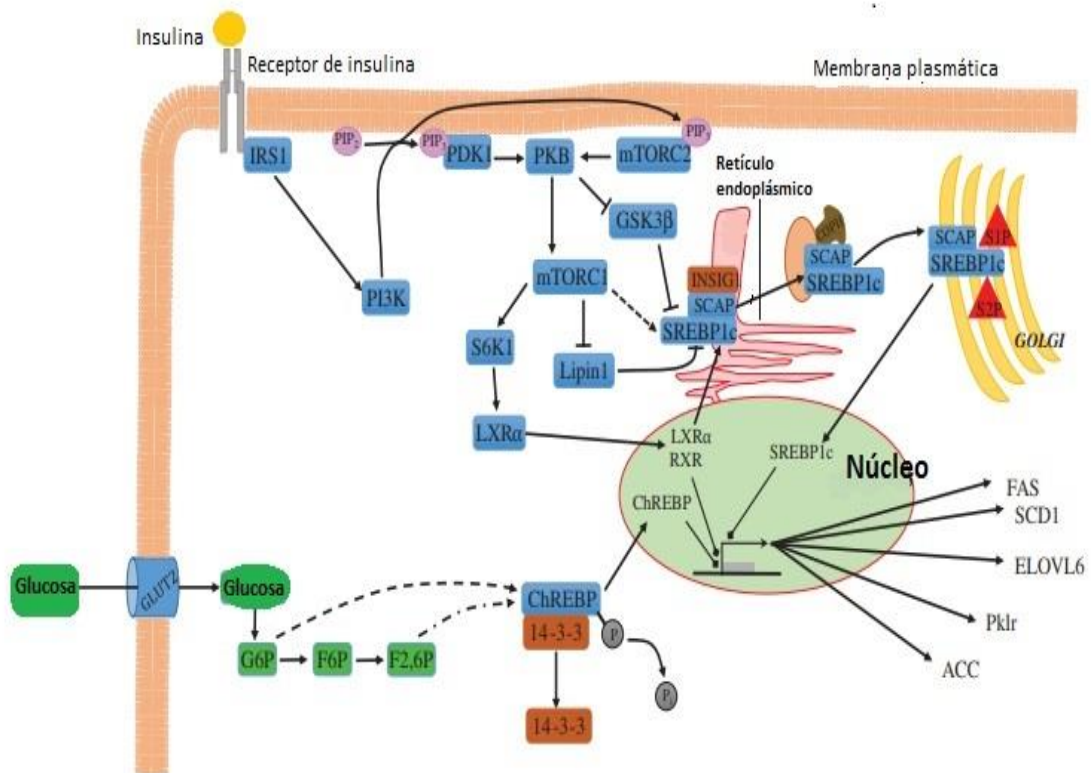 Insulina
Receptor de insulina
Membrana plasmática
IRS1
PIP2
PIP3
PDK1
PKB
mTORC2
PIP3
Retículo
endoplásmico
GSK3β
PI3K
mTORC1
INSIG1
SCAP
SREBP1c
SCAP
SREBP1c
SCAP
SREBP1c
S1P
S2P
GOLGI
S6K1
Lipin1
LXRα
LXRα
RXR
SREBP1c
Núcleo
ChREBP
FAS
SCD1
ELOVL6
Pklr
ACC
Glucosa
GLUT2
Glucosa
G6P
F6P
F2,6P
ChREBP
14-3-3
P
Pi
14-3-3